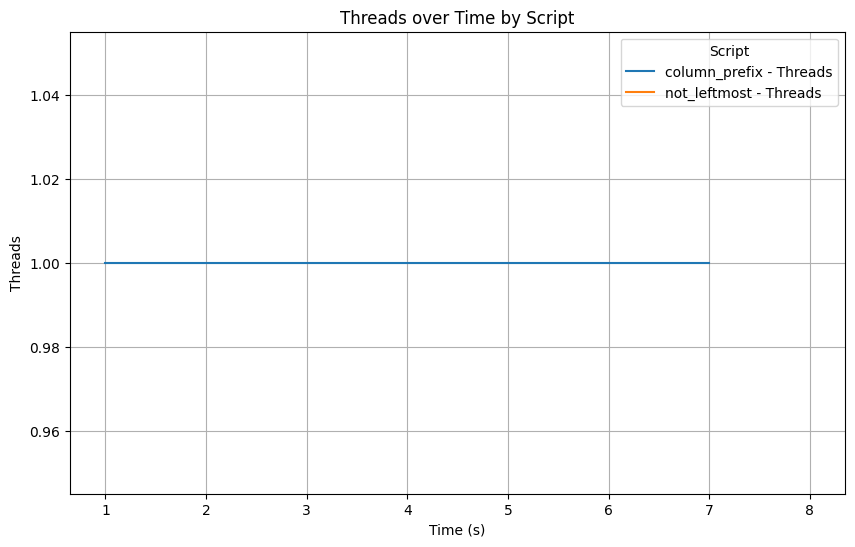 Threads over Time by Script
Script
column_prefix - Threads
not_leftmost - Threads
1.04
1.02
1.00
0.98
0.96
Threads
1 2 3 4 5 6 7 8
Time (s)